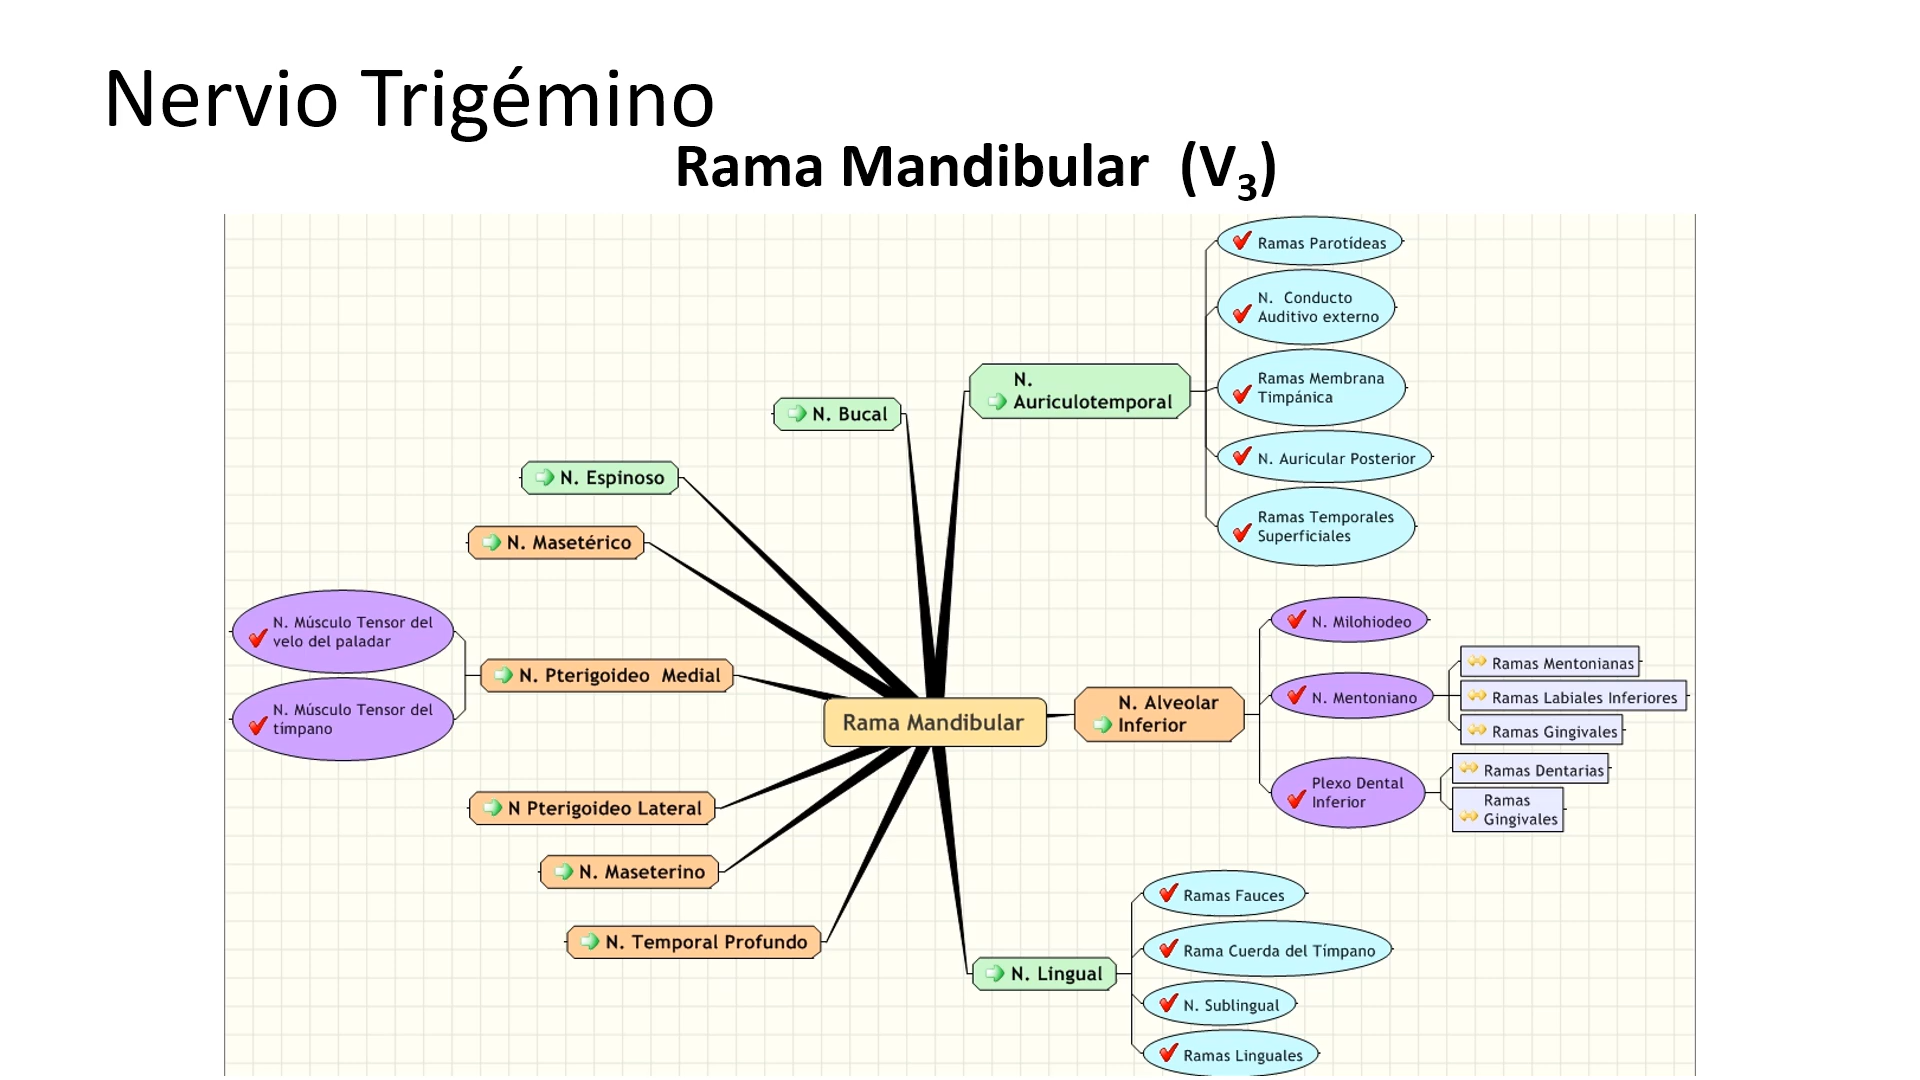 Nervio Trigémino
Rama Mandibular (V3)
Ramas Parotídeas
N. Conducto
Auditivo externo
Ramas Membrana
Timpánica
N. Auricular Posterior
Ramas Temporales
Superficiales
N.
Auriculotemporal
N. Bucal
N. Espinoso
N. Masetérico
N. Músculo Tensor del
velo del paladar
N. Músculo Tensor del
tímpano
N. Pterigoideo Medial
Rama Mandibular
N. Alveolar
Inferior
N. Milohiodeo
N. Mentoniano
Ramas Mentonianas
Ramas Labiales Inferiores
Ramas Gingivales
Plexo Dental
Inferior
Ramas Dentarias
Ramas
Gingivales
N Pterigoideo Lateral
N. Maseterino
N. Temporal Profundo
N. Lingual
Ramas Fauces
Rama Cuerda del Tímpano
N. Sublingual
Ramas Linguales